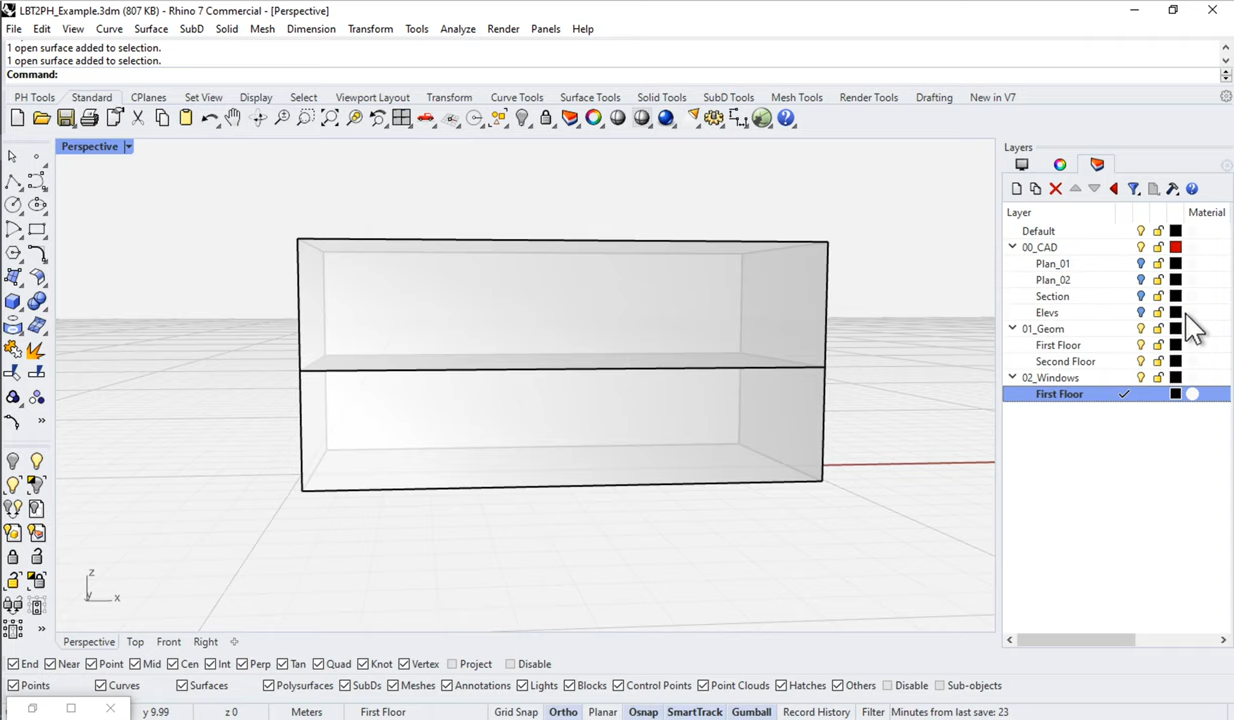 LBT2PH_Example.3dm (807 KB) - Rhino 7 Commercial - [Perspective]
File Edit View Curve Surface SubD Solid Mesh Dimension Transform Tools Analyze Render Panels Help
1 open surface added to selection.
1 open surface added to selection.
Command:
PH Tools Standard CPlanes Set View Display Select Viewport Layout Transform Curve Tools Surface Tools Solid Tools SubD Tools Mesh Tools Render Tools Drafting New in V7
Perspective
Layers
Layer Material
Default
00_CAD
Plan_01
Plan_02
Section
Elevs
01_Geom
First Floor
Second Floor
02_Windows
First Floor
z
y x
Perspective Top Front Right
End Near Point Mid Cen Int Perp Tan Quad Knot Vertex Project Disable
Points Curves Surfaces Polysurfaces SubDs Meshes Annotations Lights Blocks Control Points Point Clouds Hatches Others Disable Sub-objects
y 9.99 z 0 Meters First Floor Grid Snap Ortho Planar Osnap SmartTrack Gumball Record History Filter Minutes from last save: 23